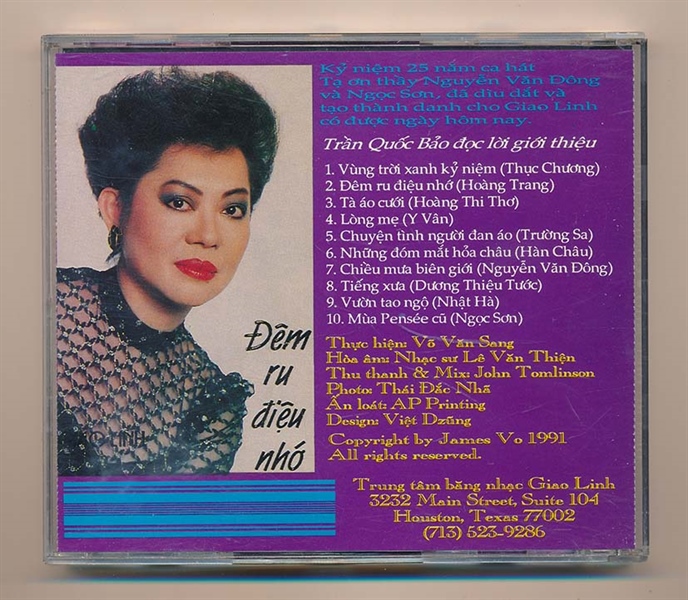 Kỷ niệm 25 năm ca hát
Tạ ơn thầy Nguyễn Văn Đông
và Ngọc Sơn, đã dìu dắt và
tạo thành danh cho Giao Linh
có được ngày hôm nay.
Trần Quốc Bảo đọc lời giới thiệu
1. Vùng trời xanh kỷ niệm (Thục Chương)
2. Đêm ru điệu nhớ (Hoàng Trang)
3. Tà áo cưới (Hoàng Thi Thơ)
4. Lòng mẹ (Y Vân)
5. Chuyện tình người đan áo (Trường Sa)
6. Những đóm mắt hỏa châu (Hàn Châu)
7. Chiều mưa biên giới (Nguyễn Văn Đông)
8. Tiếng xưa (Dương Thiệu Tước)
9. Vườn tao ngộ (Nhật Hà)
10. Mùa Pensée cũ (Ngọc Sơn)
Đêm
ru
điệu
nhớ
Thực hiện: Võ Văn Sang
Hòa âm: Nhạc sư Lê Văn Thiện
Thu thanh & Mix: John Tomlinson
Photo: Thái Đắc Nhã
Ấn loát: AP Printing
Design: Việt Dzũng
Copyright by James Vo 1991
All rights reserved.
Trung tâm băng nhạc Giao Linh
3232 Main Street, Suite 104
Houston, Texas 77002
(713) 523-9286